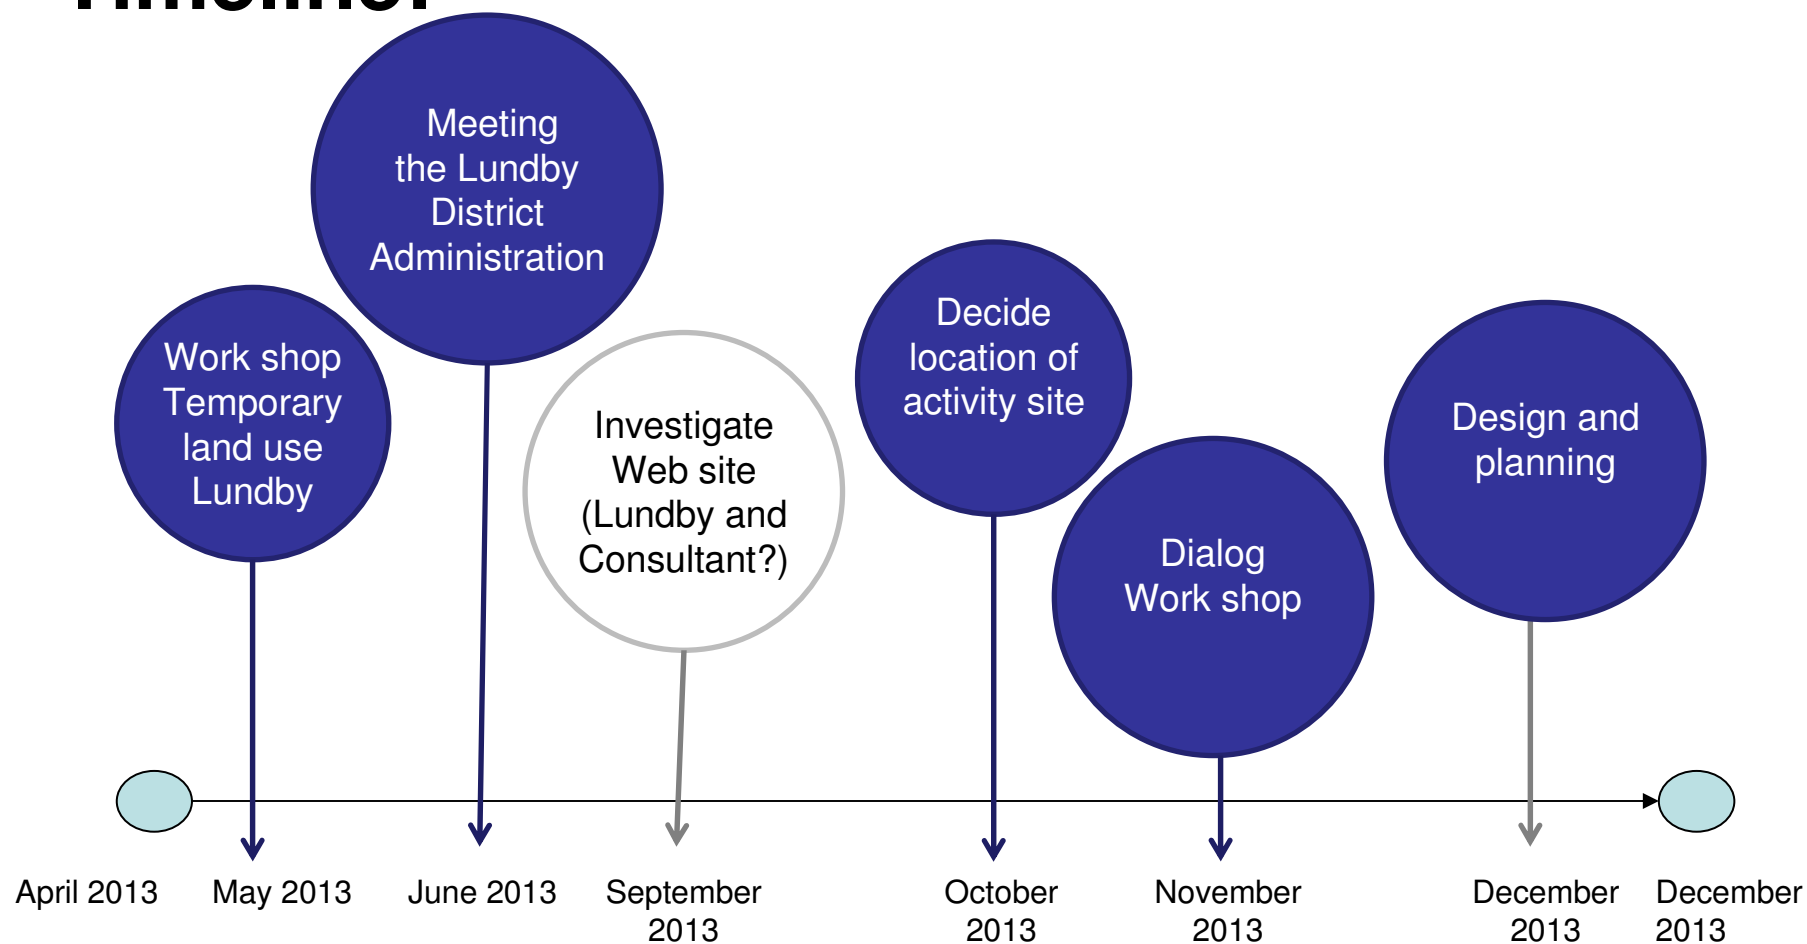 Timeline:
Meeting
the Lundby
District
Administration
Work shop
Temporary
land use
Lundby
Investigate
Web site
(Lundby and
Consultant?)
Decide
location of
activity site
Dialog
Work shop
Design and
planning
April 2013
May 2013
June 2013
September
2013
October
2013
November
2013
December
2013
December
2013